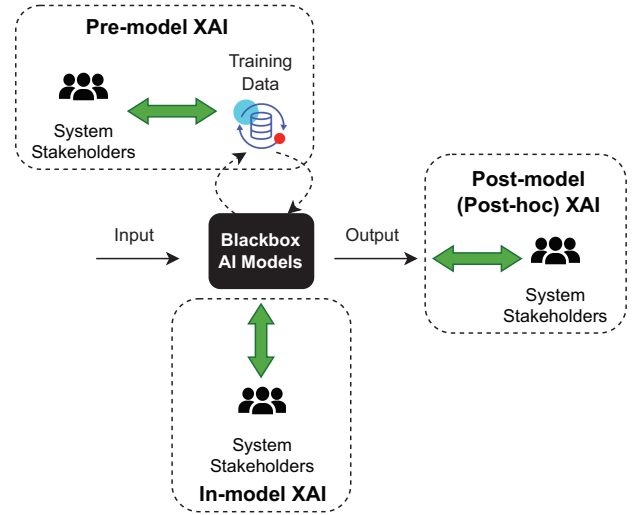 Pre-model XAI
Training
Data
System
Stakeholders
Post-model
(Post-hoc) XAI
Input
Blackbox
AI Models
Output
System
Stakeholders
System
Stakeholders
In-model XAI